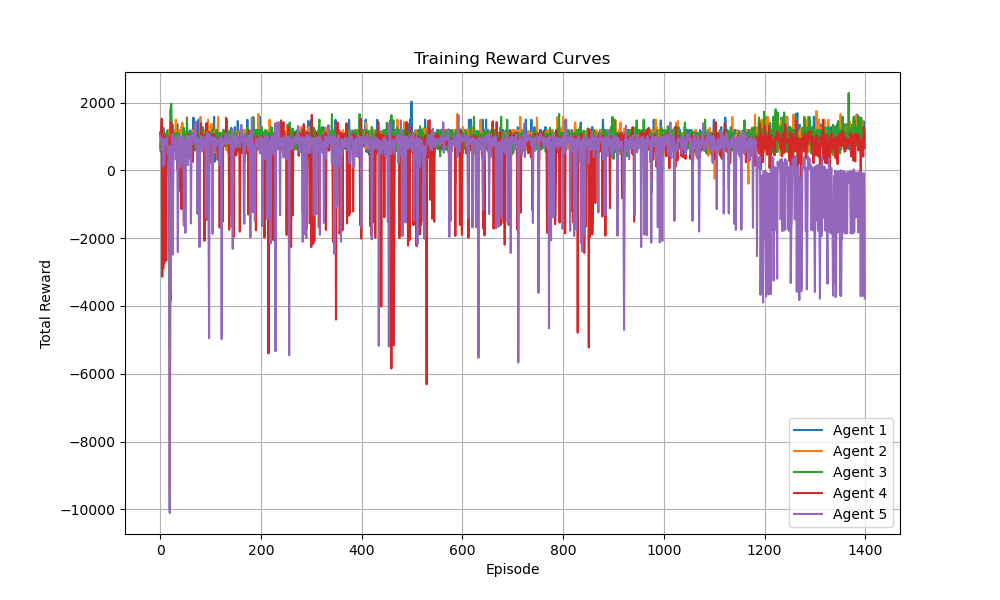 Training Reward Curves
Total Reward
2000
0
−2000
−4000
−6000
−8000
−10000
0 200 400 600 800 1000 1200 1400
Episode
Agent 1
Agent 2
Agent 3
Agent 4
Agent 5